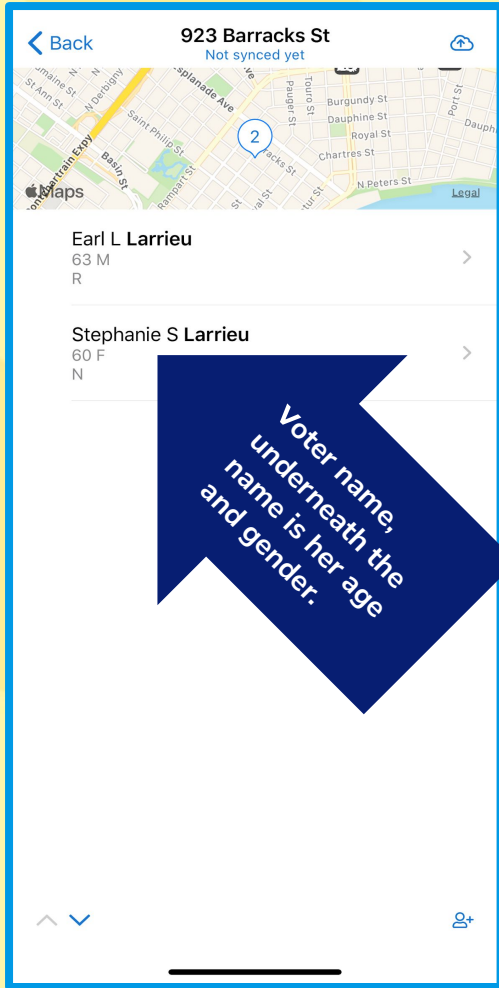 Back
923 Barracks St
Not synced yet
St Ann St
N Derbigny
Esplanade Ave
Pauger St
Touro St
Port St
Burgundy St
Dauphine St
Royal St
Chartres St
N Peters St
Saint Philip St
Basin St
N Rampart St
2
Maps
Legal
Earl L Larrieu
63 M
R
Stephanie S Larrieu
60 F
N
Voter name,
underneath the
name is her age
and gender.